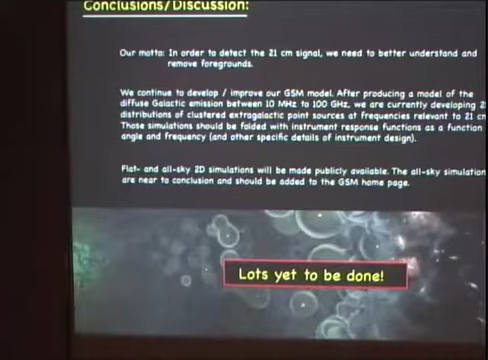 Conclusions/Discussion:
Our motto: In order to detect the 21 cm signal, we need to better understand and
remove foregrounds.
We continue to develop / improve our GSM model. After producing a model of the
diffuse Galactic emission between 10 MHz to 100 GHz, we are currently developing 2
distributions of clustered extragalactic point sources at frequencies relevant to 21 cm
Those simulations should be folded with instrument response functions as a function
angle and frequency (and other specific details of instrument design).
Flat- and all-sky 2D simulations will be made publicly available. The all-sky simulation
are near to conclusion and should be added to the GSM home page.
Lots yet to be done!